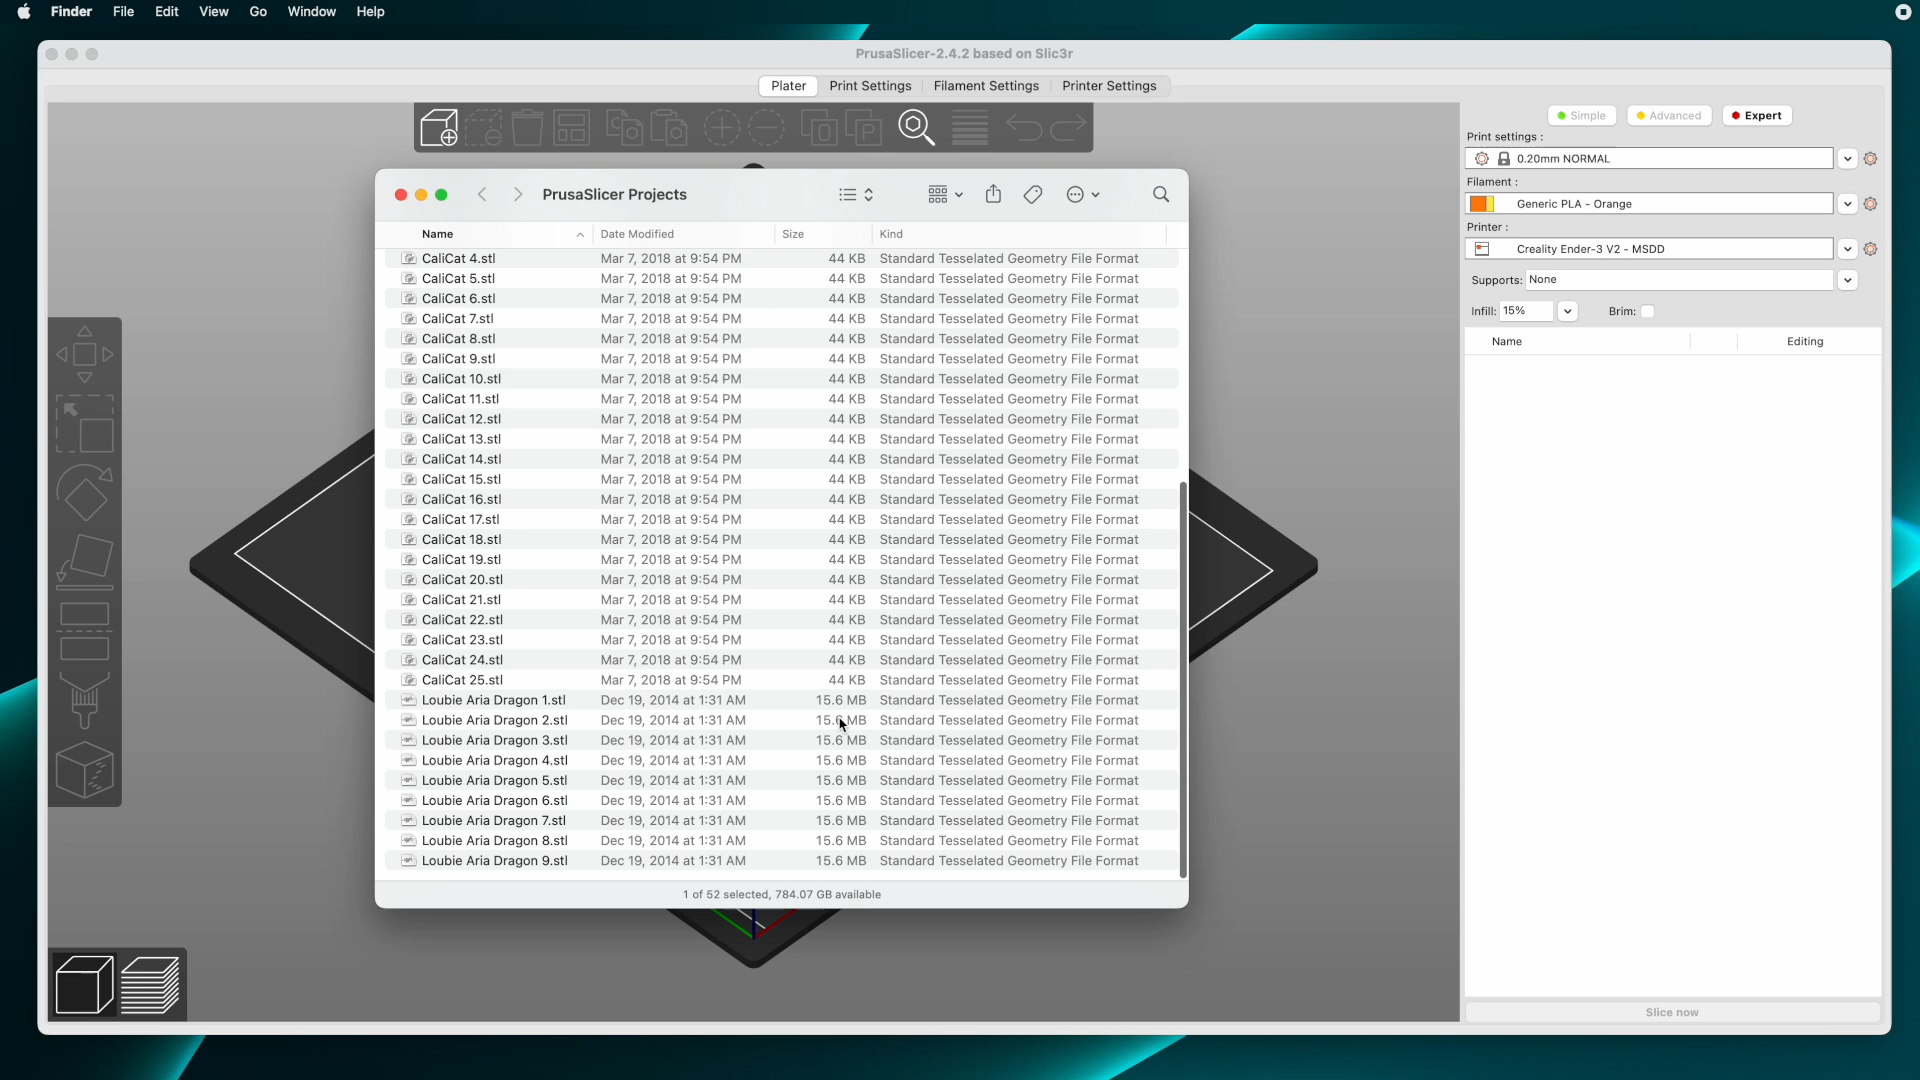 Finder File Edit View Go Window Help
PrusaSlicer-2.4.2 based on Slic3r
Plater Print Settings Filament Settings Printer Settings
Simple Advanced Expert
Print settings :
0.20mm NORMAL
Filament :
Generic PLA - Orange
Printer :
Creality Ender-3 V2 - MSDD
Supports: None
Infill: 15% Brim:
Name Editing
PrusaSlicer Projects
Name Date Modified Size Kind
CaliCat 4.stl Mar 7, 2018 at 9:54 PM 44 KB Standard Tesselated Geometry File Format
CaliCat 5.stl Mar 7, 2018 at 9:54 PM 44 KB Standard Tesselated Geometry File Format
CaliCat 6.stl Mar 7, 2018 at 9:54 PM 44 KB Standard Tesselated Geometry File Format
CaliCat 7.stl Mar 7, 2018 at 9:54 PM 44 KB Standard Tesselated Geometry File Format
CaliCat 8.stl Mar 7, 2018 at 9:54 PM 44 KB Standard Tesselated Geometry File Format
CaliCat 9.stl Mar 7, 2018 at 9:54 PM 44 KB Standard Tesselated Geometry File Format
CaliCat 10.stl Mar 7, 2018 at 9:54 PM 44 KB Standard Tesselated Geometry File Format
CaliCat 11.stl Mar 7, 2018 at 9:54 PM 44 KB Standard Tesselated Geometry File Format
CaliCat 12.stl Mar 7, 2018 at 9:54 PM 44 KB Standard Tesselated Geometry File Format
CaliCat 13.stl Mar 7, 2018 at 9:54 PM 44 KB Standard Tesselated Geometry File Format
CaliCat 14.stl Mar 7, 2018 at 9:54 PM 44 KB Standard Tesselated Geometry File Format
CaliCat 15.stl Mar 7, 2018 at 9:54 PM 44 KB Standard Tesselated Geometry File Format
CaliCat 16.stl Mar 7, 2018 at 9:54 PM 44 KB Standard Tesselated Geometry File Format
CaliCat 17.stl Mar 7, 2018 at 9:54 PM 44 KB Standard Tesselated Geometry File Format
CaliCat 18.stl Mar 7, 2018 at 9:54 PM 44 KB Standard Tesselated Geometry File Format
CaliCat 19.stl Mar 7, 2018 at 9:54 PM 44 KB Standard Tesselated Geometry File Format
CaliCat 20.stl Mar 7, 2018 at 9:54 PM 44 KB Standard Tesselated Geometry File Format
CaliCat 21.stl Mar 7, 2018 at 9:54 PM 44 KB Standard Tesselated Geometry File Format
CaliCat 22.stl Mar 7, 2018 at 9:54 PM 44 KB Standard Tesselated Geometry File Format
CaliCat 23.stl Mar 7, 2018 at 9:54 PM 44 KB Standard Tesselated Geometry File Format
CaliCat 24.stl Mar 7, 2018 at 9:54 PM 44 KB Standard Tesselated Geometry File Format
CaliCat 25.stl Mar 7, 2018 at 9:54 PM 44 KB Standard Tesselated Geometry File Format
Loubie Aria Dragon 1.stl Dec 19, 2014 at 1:31 AM 15.6 MB Standard Tesselated Geometry File Format
Loubie Aria Dragon 2.stl Dec 19, 2014 at 1:31 AM 15.6 MB Standard Tesselated Geometry File Format
Loubie Aria Dragon 3.stl Dec 19, 2014 at 1:31 AM 15.6 MB Standard Tesselated Geometry File Format
Loubie Aria Dragon 4.stl Dec 19, 2014 at 1:31 AM 15.6 MB Standard Tesselated Geometry File Format
Loubie Aria Dragon 5.stl Dec 19, 2014 at 1:31 AM 15.6 MB Standard Tesselated Geometry File Format
Loubie Aria Dragon 6.stl Dec 19, 2014 at 1:31 AM 15.6 MB Standard Tesselated Geometry File Format
Loubie Aria Dragon 7.stl Dec 19, 2014 at 1:31 AM 15.6 MB Standard Tesselated Geometry File Format
Loubie Aria Dragon 8.stl Dec 19, 2014 at 1:31 AM 15.6 MB Standard Tesselated Geometry File Format
Loubie Aria Dragon 9.stl Dec 19, 2014 at 1:31 AM 15.6 MB Standard Tesselated Geometry File Format
1 of 52 selected, 784.07 GB available
Slice now